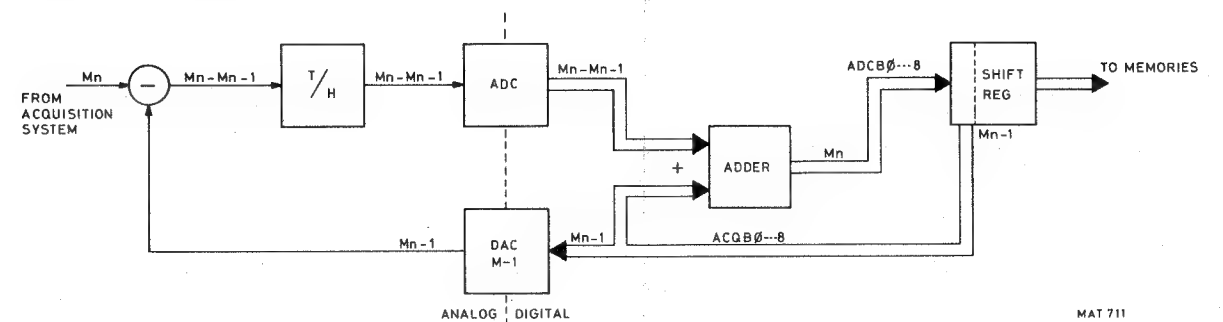 Mn
FROM
ACQUISITION
SYSTEM
−
Mn-Mn-1
T/H
Mn-Mn-1
ADC
Mn-Mn-1
+
ADDER
Mn
ADCBØ---8
SHIFT
REG
TO MEMORIES
Mn-1
Mn-1
DAC
M-1
Mn-1
ACQBØ---8
ANALOG
DIGITAL
MAT 711